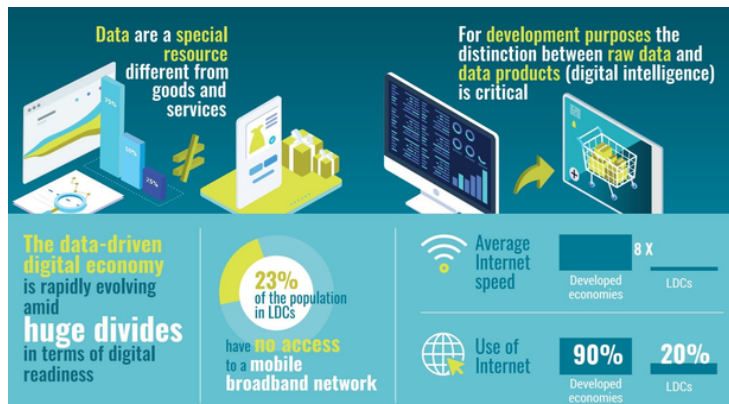 Data are a special
resource
different from
goods and
services
75%
50%
25%
For development purposes the
distinction between raw data and
data products (digital intelligence)
is critical
The data-driven
digital economy
is rapidly evolving
amid
huge divides
in terms of digital
readiness
23%
of the population
in LDCs
have no access
to a mobile
broadband network
Average
Internet
speed
8 X
Developed
economies
LDCs
Use of
Internet
90%
20%
Developed
economies
LDCs